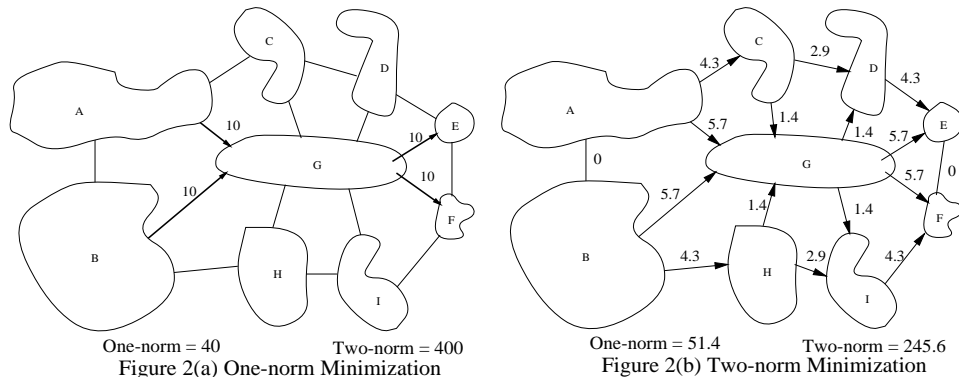 C
D
A
E
10
10
G
10
10
F
B
H
I
One-norm = 40
Two-norm = 400
Figure 2(a) One-norm Minimization
C
2.9
D
4.3
4.3
A
1.4
1.4
E
5.7
5.7
G
0
0
5.7
5.7
F
1.4
1.4
B
4.3
H
2.9
4.3
I
One-norm = 51.4
Two-norm = 245.6
Figure 2(b) Two-norm Minimization